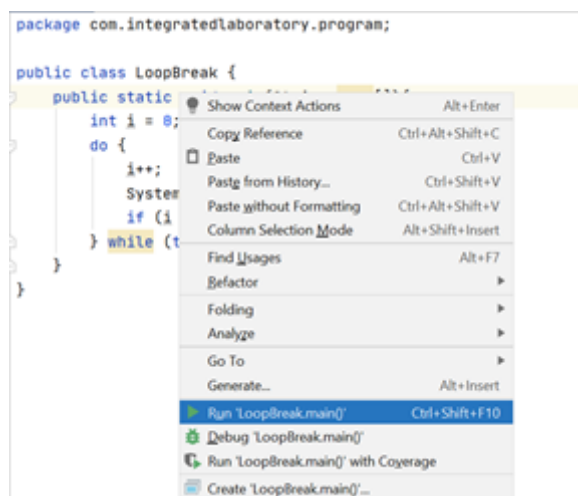 package com.integratedlaboratory.program;
public class LoopBreak {
public static
int i = 0;
do {
i++;
System
if (i
} while (t
}
}
Show Context Actions Alt+Enter
Copy Reference Ctrl+Alt+Shift+C
Paste Ctrl+V
Paste from History... Ctrl+Shift+V
Paste without Formatting Ctrl+Alt+Shift+V
Column Selection Mode Alt+Shift+Insert
Find Usages Alt+F7
Refactor
Folding
Analyze
Go To
Generate... Alt+Insert
Run 'LoopBreak.main()' Ctrl+Shift+F10
Debug 'LoopBreak.main()'
Run 'LoopBreak.main()' with Coverage
Create 'LoopBreak.main()'...